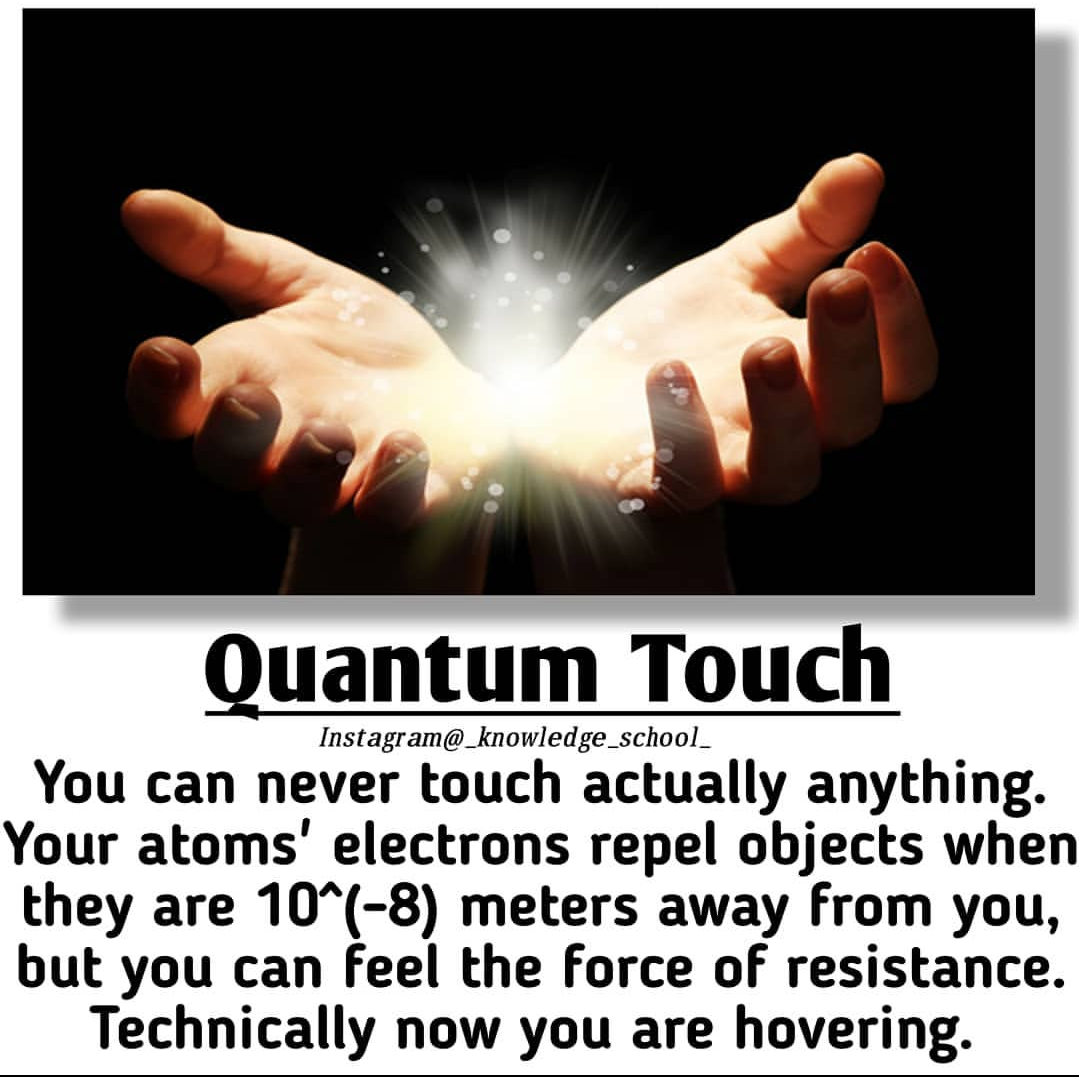 Quantum Touch
Instagram@_knowledge_school_
You can never touch actually anything.
Your atoms' electrons repel objects when
they are 10^(-8) meters away from you,
but you can feel the force of resistance.
Technically now you are hovering.